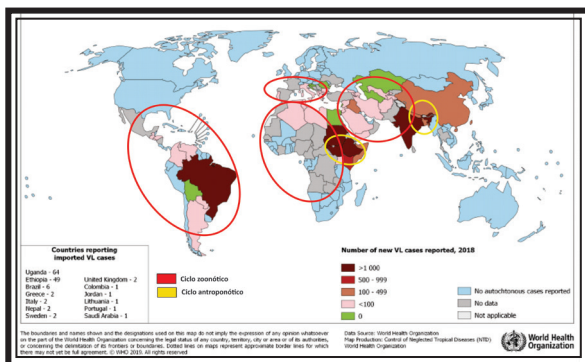 Countries reporting
imported VL cases
Uganda - 64
Ethiopia - 49
Brazil - 6
Greece - 2
Italy - 2
Nepal - 2
Sweden - 2
United Kingdom - 2
Colombia - 1
Jordan - 1
Lithuania - 1
Portugal - 1
Saudi Arabia - 1
Ciclo zoonótico
Ciclo antroponótico
Number of new VL cases reported, 2018
>1 000
500 - 999
100 - 499
<100
0
No autochtonous cases reported
No data
Not applicable
The boundaries and names shown and the designations used on this map do not imply the expression of any opinion whatsoever
on the part of the World Health Organization concerning the legal status of any country, territory, city or area or of its authorities,
or concerning the delimitation of its frontiers or boundaries. Dotted lines on maps represent approximate border lines for which
there may not yet be full agreement. © WHO 2019. All rights reserved
Data Source: World Health Organization
Map Production: Control of Neglected Tropical Diseases (NTD)
World Health Organization
World Health
Organization